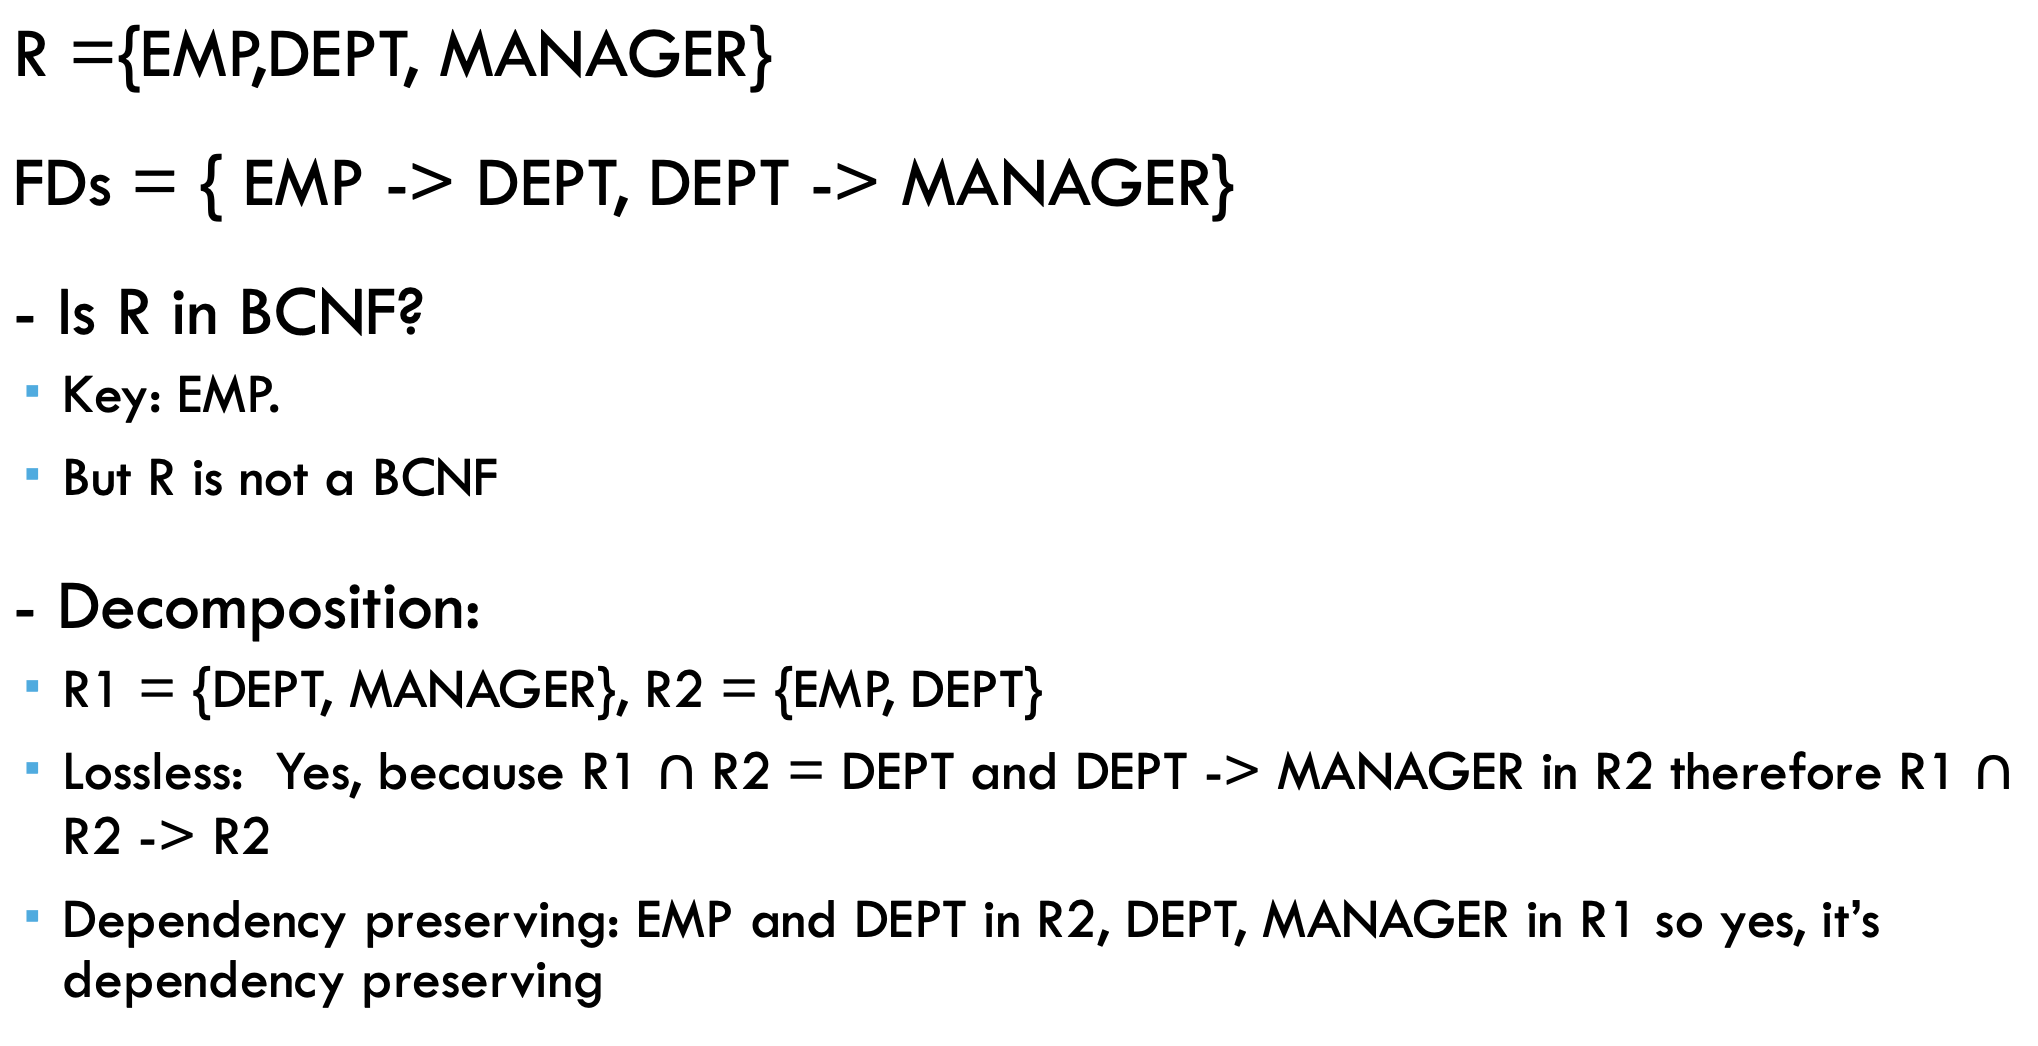 R ={EMP,DEPT, MANAGER}
FDs = { EMP -> DEPT, DEPT -> MANAGER}
- Is R in BCNF?
▪ Key: EMP.
▪ But R is not a BCNF
- Decomposition:
▪ R1 = {DEPT, MANAGER}, R2 = {EMP, DEPT}
▪ Lossless:  Yes, because R1 ∩ R2 = DEPT and DEPT -> MANAGER in R2 therefore R1 ∩
R2 -> R2
▪ Dependency preserving: EMP and DEPT in R2, DEPT, MANAGER in R1 so yes, it’s
dependency preserving